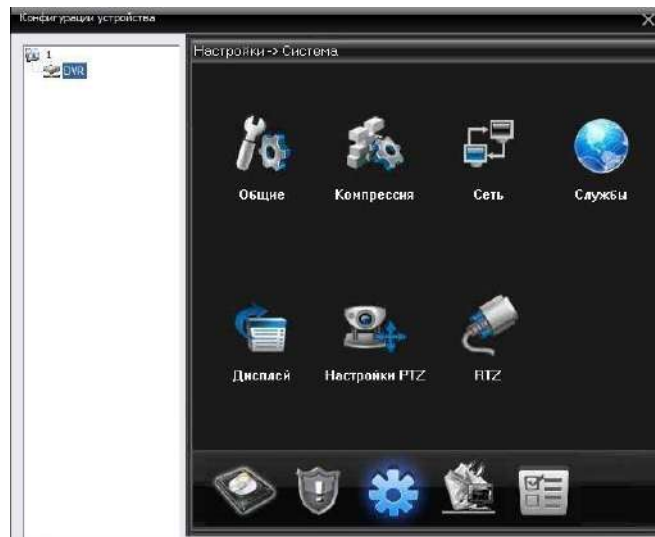 Конфигурации устройства
1
DVR
Настройки -> Система
Общие
Компрессия
Сеть
Службы
Дисплей
Настройки PTZ
RTZ